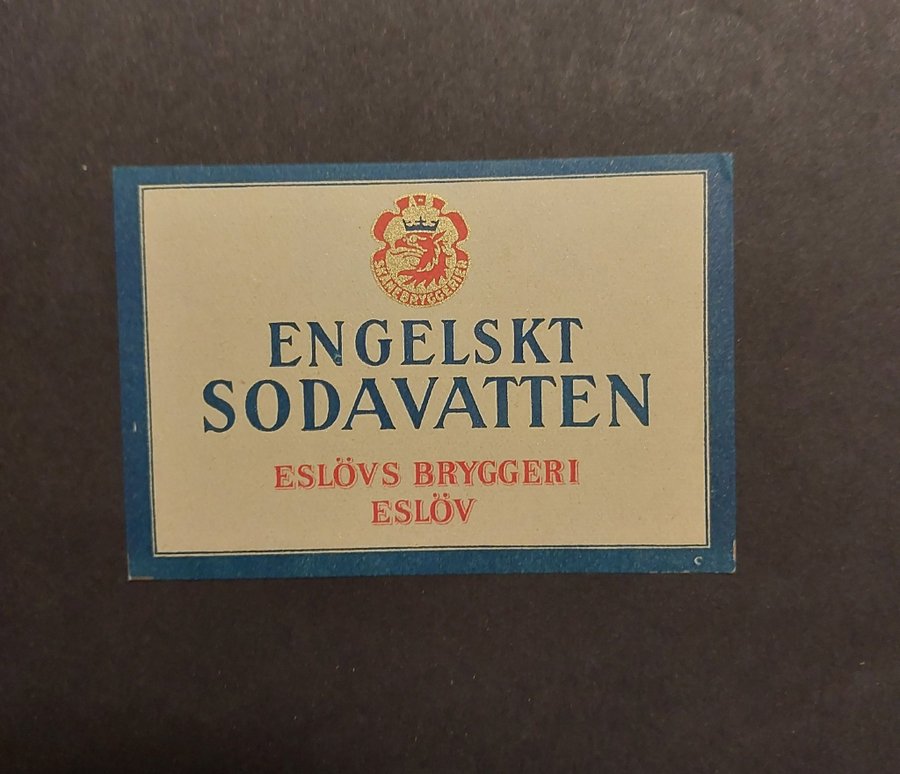 A-B
SKÅNEBRYGGERIER
ENGELSKT
SODAVATTEN
ESLÖVS BRYGGERI
ESLÖV
C